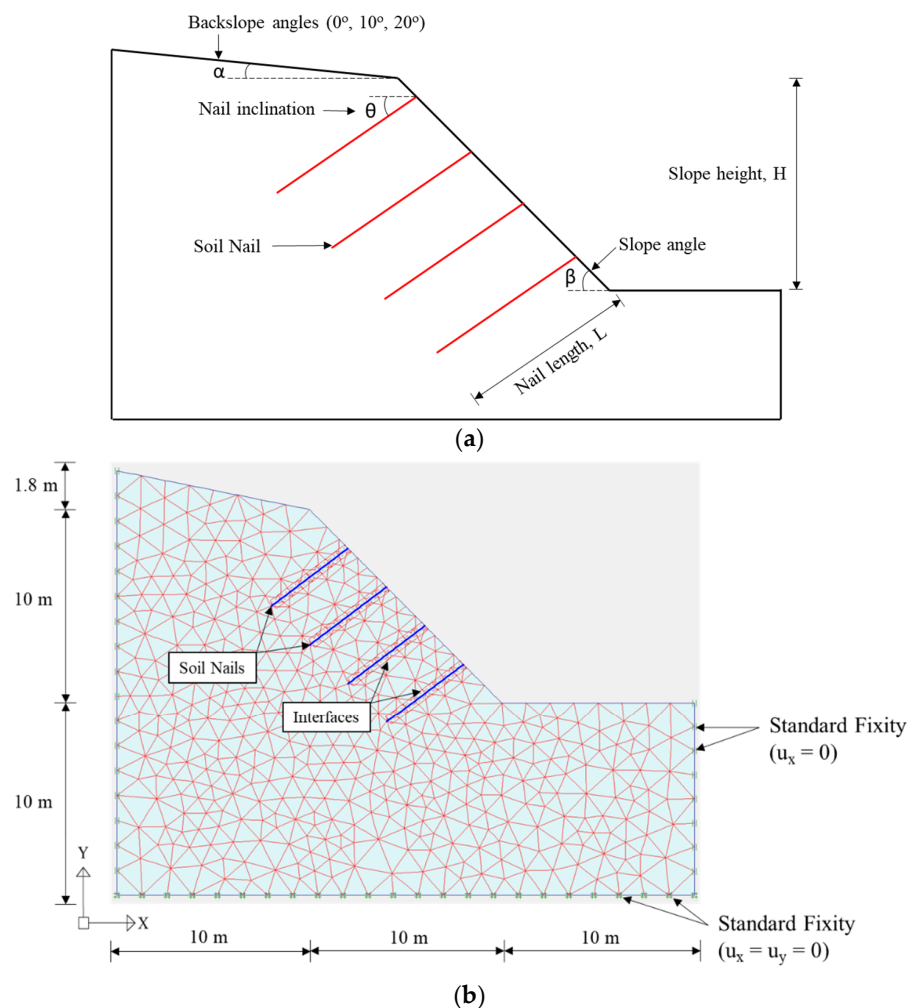 Backslope angles (0°, 10°, 20°)
α
Nail inclination
θ
Slope height, H
Soil Nail
Slope angle
β
Nail length, L
(a)
1.8 m
10 m
Soil Nails
Interfaces
Standard Fixity
(uₓ = 0)
10 m
Y
X
Standard Fixity
(uₓ = u_y = 0)
10 m
10 m
10 m
(b)